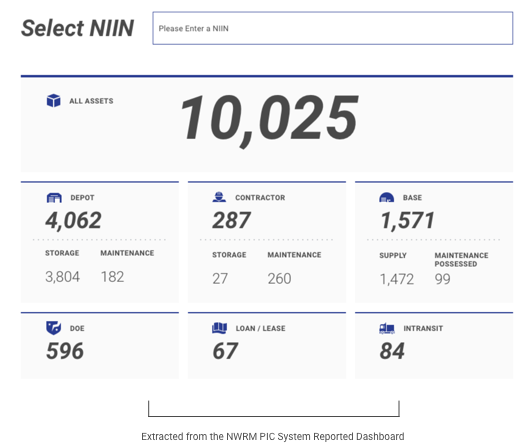 Select NIIN
Please Enter a NIIN
ALL ASSETS
10,025
DEPOT
4,062
STORAGE
MAINTENANCE
3,804
182
CONTRACTOR
287
STORAGE
MAINTENANCE
27
260
BASE
1,571
SUPPLY
MAINTENANCE
POSSESSED
1,472
99
DOE
596
LOAN / LEASE
67
INTRANSIT
84
Extracted from the NWRM PIC System Reported Dashboard